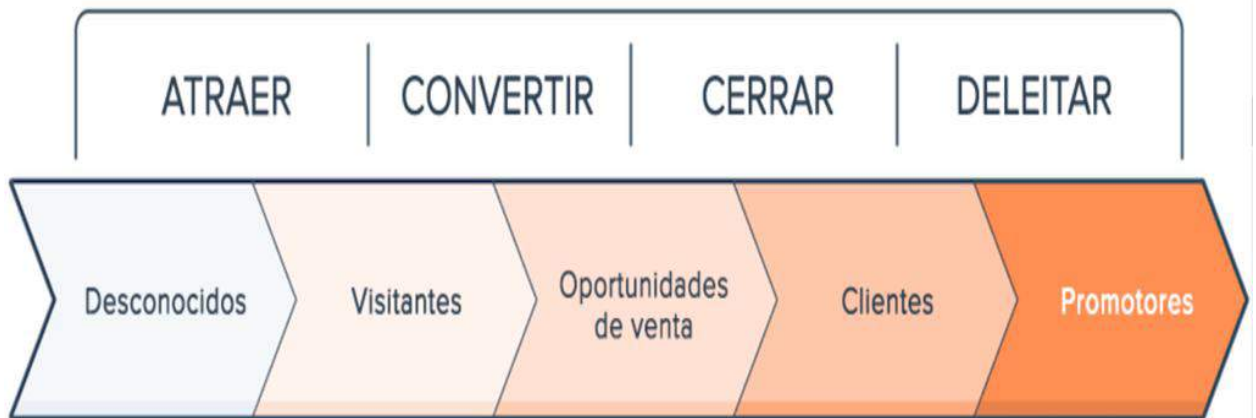 ATRAER
CONVERTIR
CERRAR
DELEITAR
Desconocidos
Visitantes
Oportunidades
de venta
Clientes
Promotores